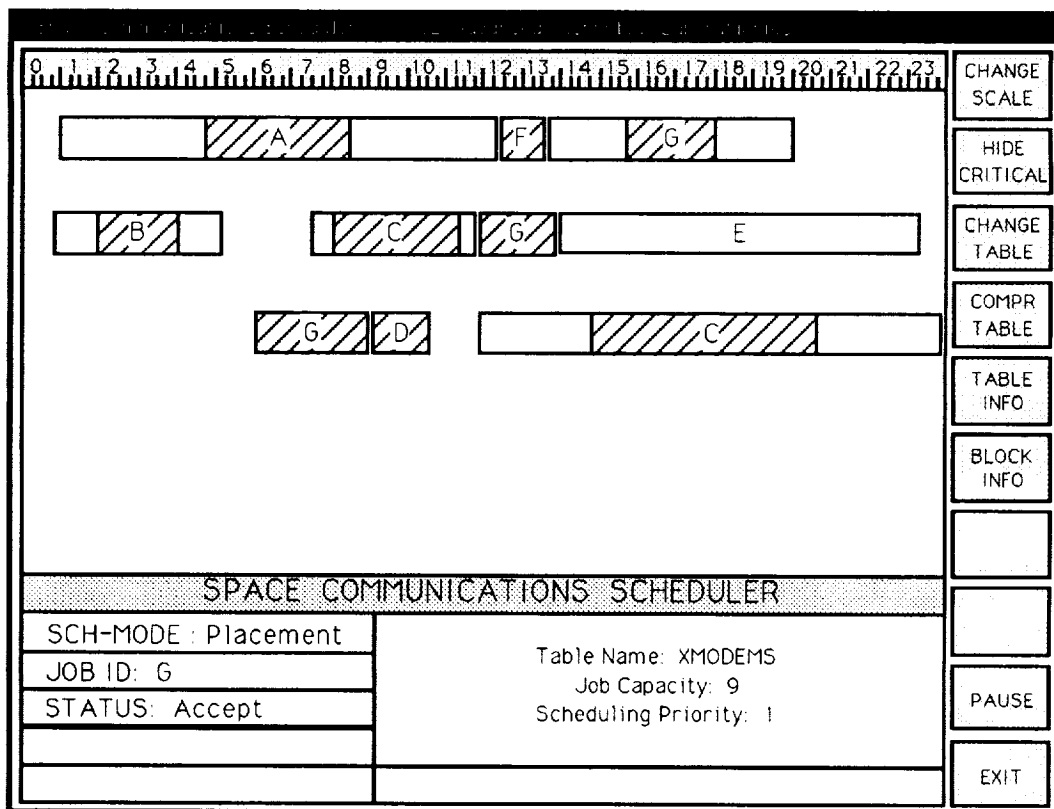 0 1 2 3 4 5 6 7 8 9 10 11 12 13 14 15 16 17 18 19 20 21 22 23
A F G
B C G E
G D C
CHANGE
SCALE
HIDE
CRITICAL
CHANGE
TABLE
COMPR
TABLE
TABLE
INFO
BLOCK
INFO
PAUSE
EXIT
SPACE COMMUNICATIONS SCHEDULER
SCH-MODE : Placement
JOB ID: G
STATUS: Accept
Table Name: XMODEMS
Job Capacity: 9
Scheduling Priority: 1